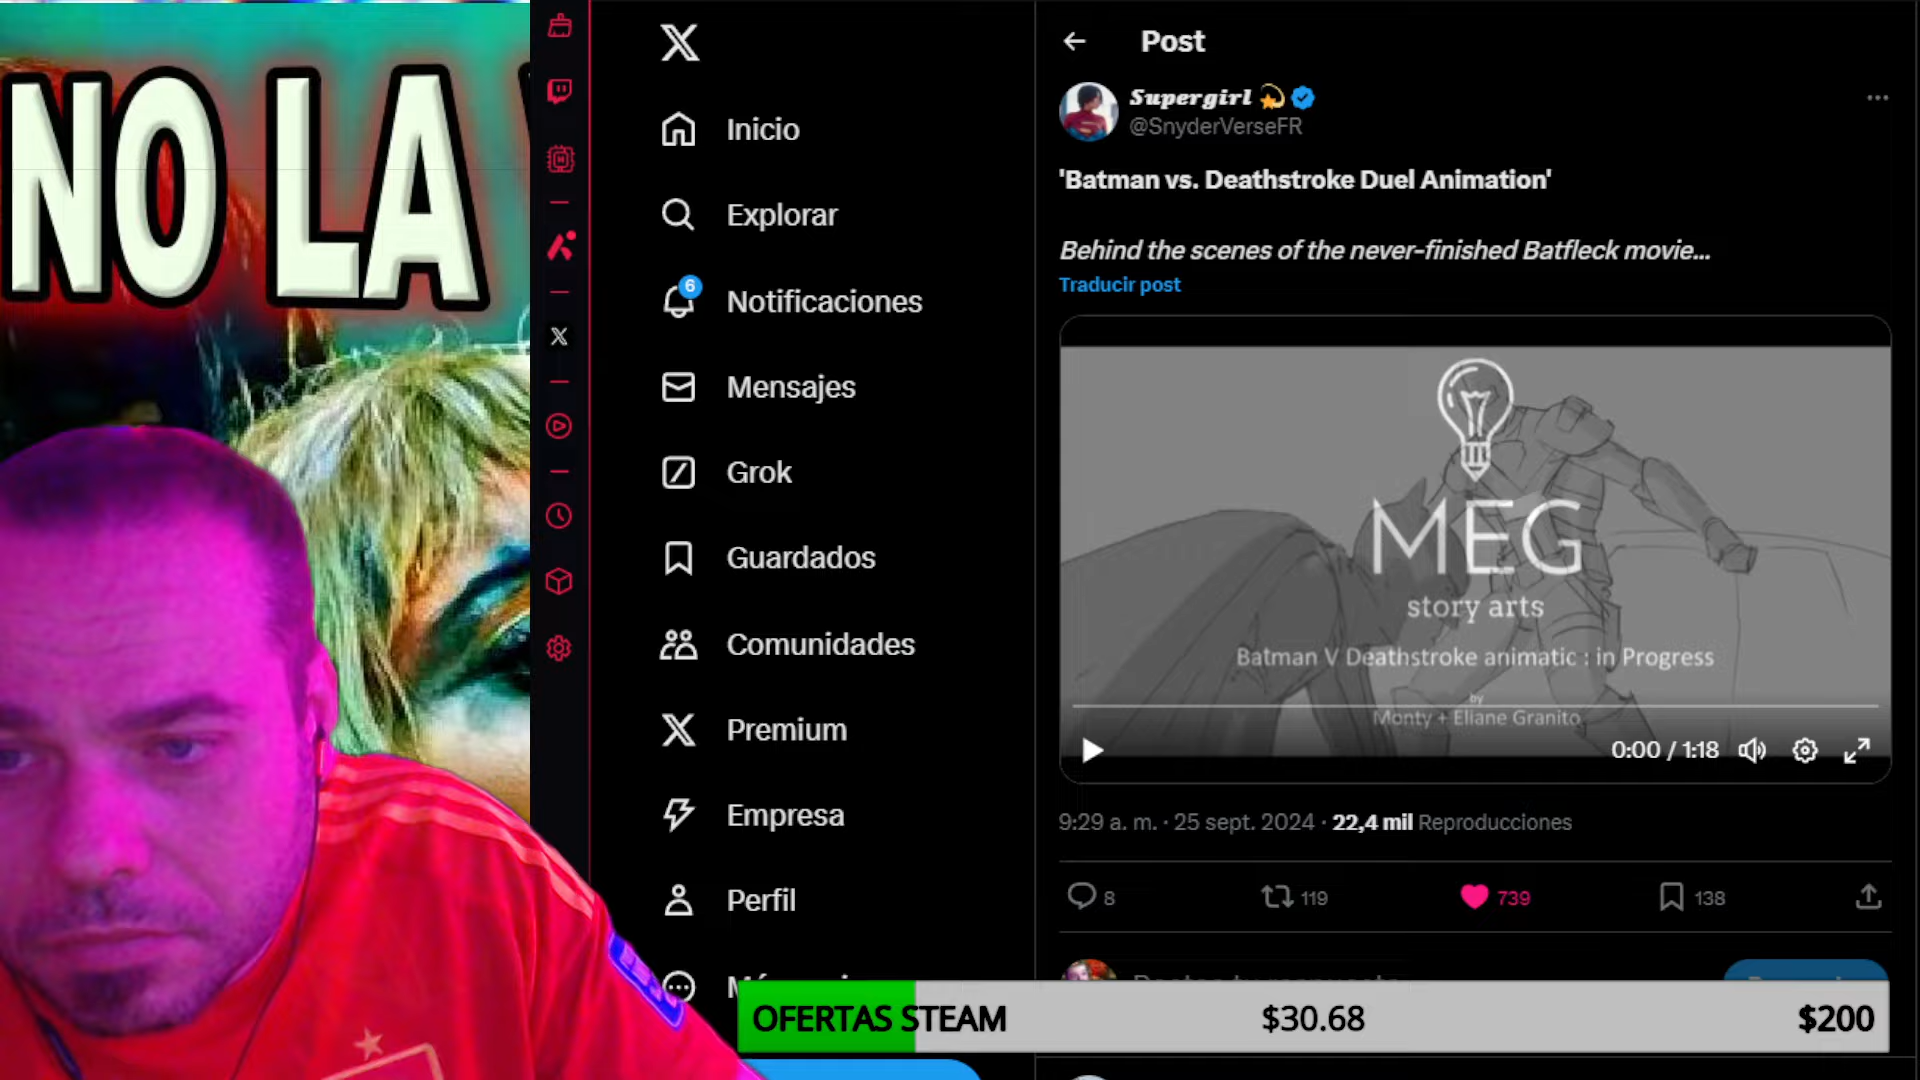 NO LA
Inicio
Explorar
6
Notificaciones
Mensajes
Grok
Guardados
Comunidades
Premium
Empresa
Perfil
Post
Supergirl
@SnyderVerseFR
'Batman vs. Deathstroke Duel Animation'
Behind the scenes of the never-finished Batfleck movie...
Traducir post
MEG
story arts
Batman V Deathstroke animatic : in Progress
by
Monty + Eliane Granito
0:00 / 1:18
9:29 a. m. · 25 sept. 2024 · 22,4 mil Reproducciones
8 119 739 138
OFERTAS STEAM $30.68 $200